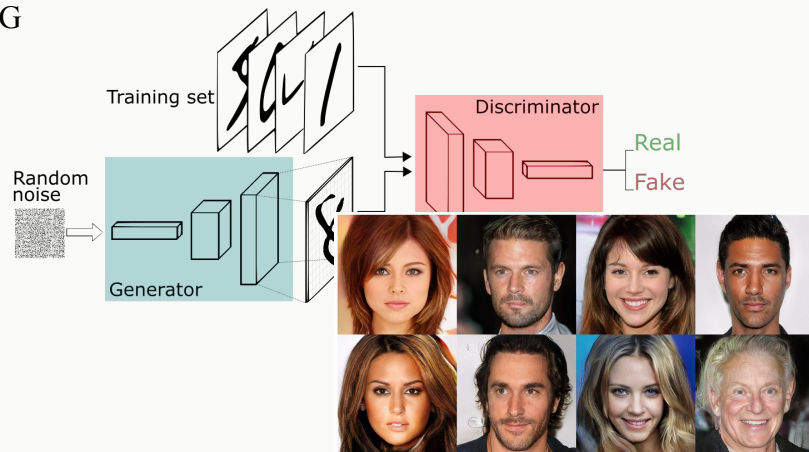 G
Training set
Discriminator
Real
Fake
Random
noise
Generator